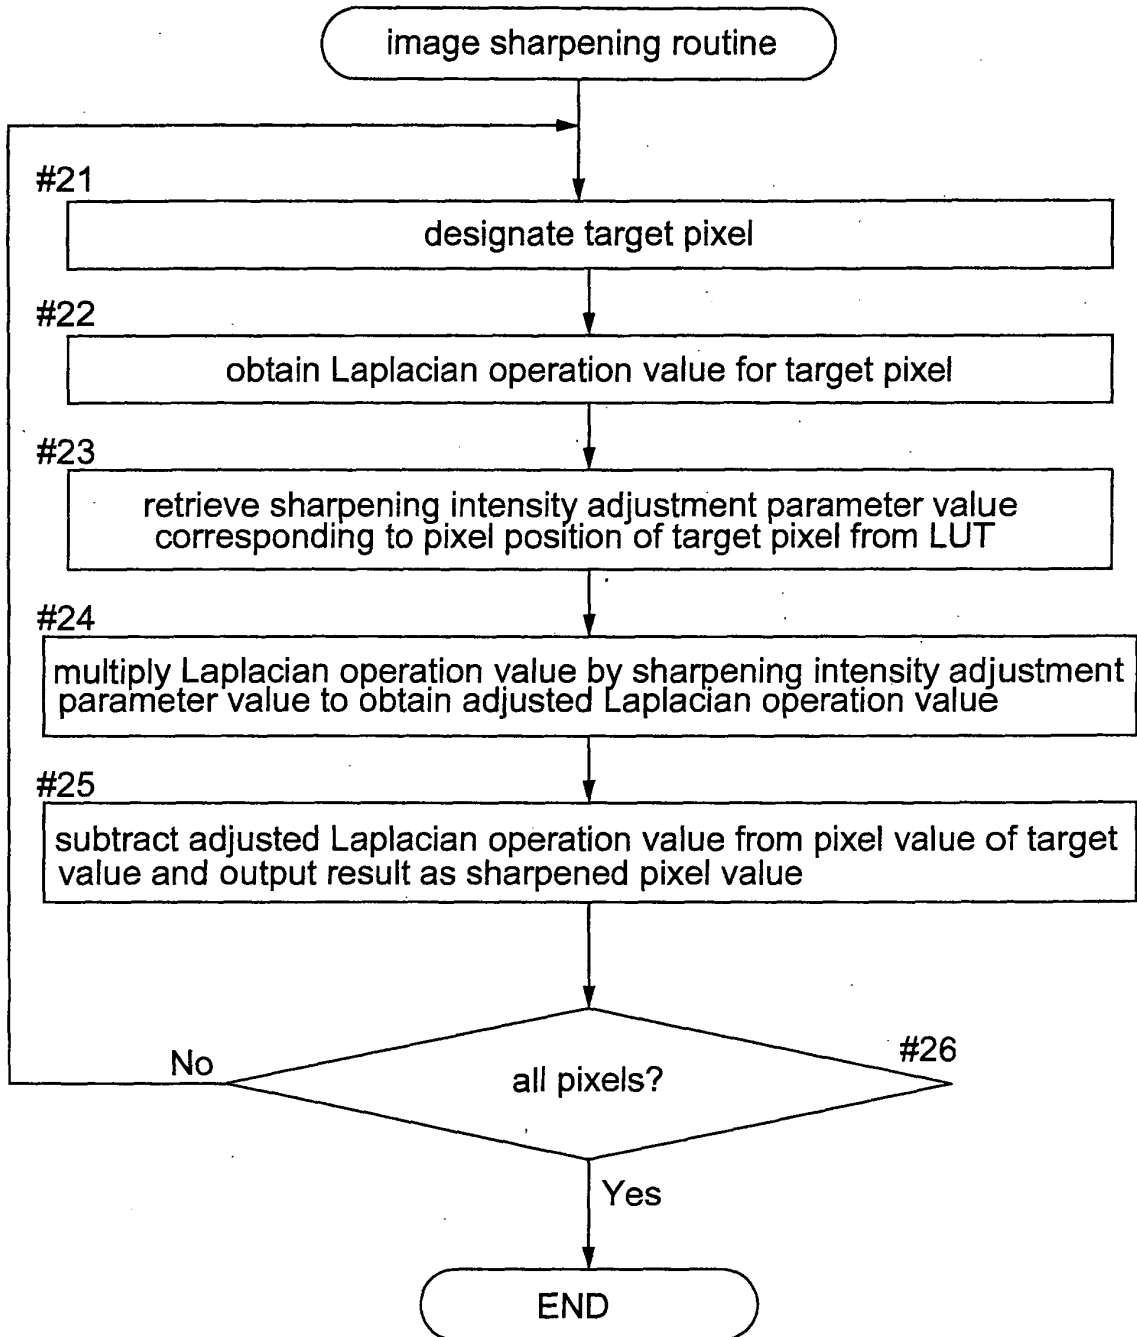 image sharpening routine
#21
designate target pixel
#22
obtain Laplacian operation value for target pixel
#23
retrieve sharpening intensity adjustment parameter value
corresponding to pixel position of target pixel from LUT
#24
multiply Laplacian operation value by sharpening intensity adjustment
parameter value to obtain adjusted Laplacian operation value
#25
subtract adjusted Laplacian operation value from pixel value of target
value and output result as sharpened pixel value
#26
No
all pixels?
Yes
END